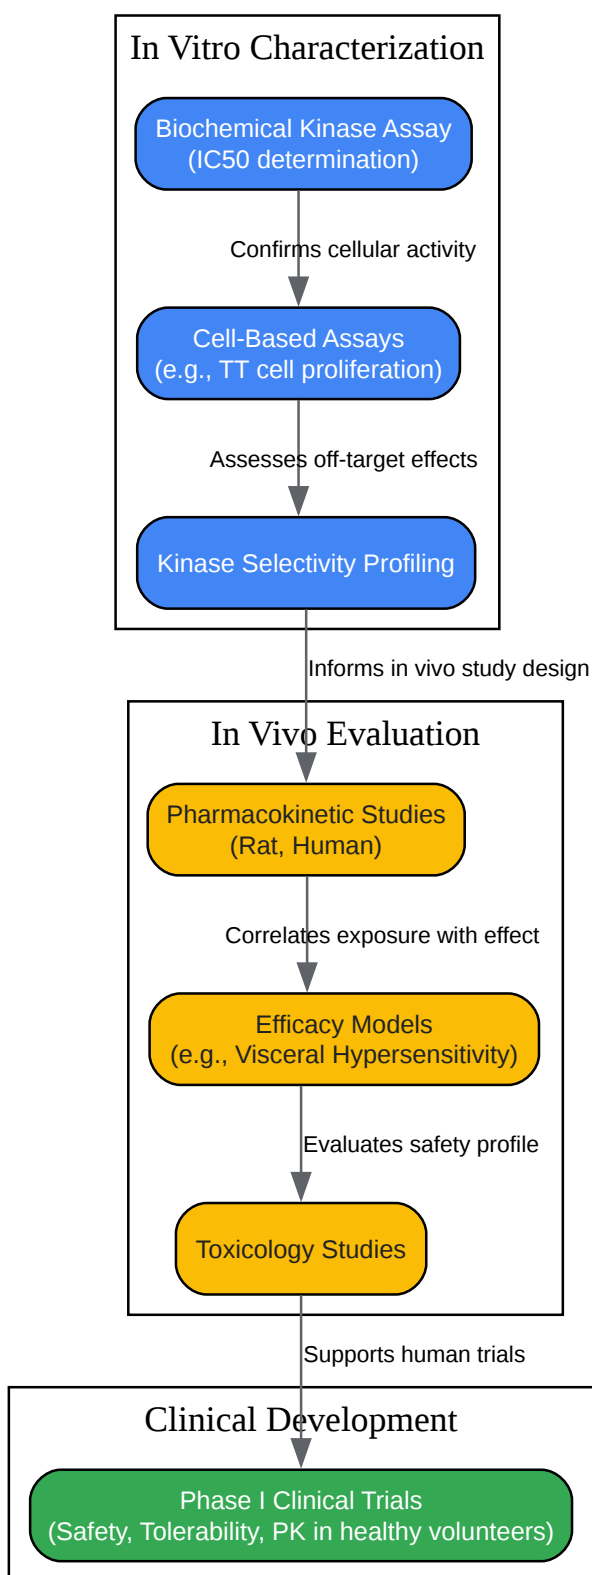 In Vitro Characterization
Biochemical Kinase Assay
(IC50 determination)
Confirms cellular activity
Cell-Based Assays
(e.g., TT cell proliferation)
Assesses off-target effects
Kinase Selectivity Profiling
Informs in vivo study design
In Vivo Evaluation
Pharmacokinetic Studies
(Rat, Human)
Correlates exposure with effect
Efficacy Models
(e.g., Visceral Hypersensitivity)
Evaluates safety profile
Toxicology Studies
Supports human trials
Clinical Development
Phase I Clinical Trials
(Safety, Tolerability, PK in healthy volunteers)